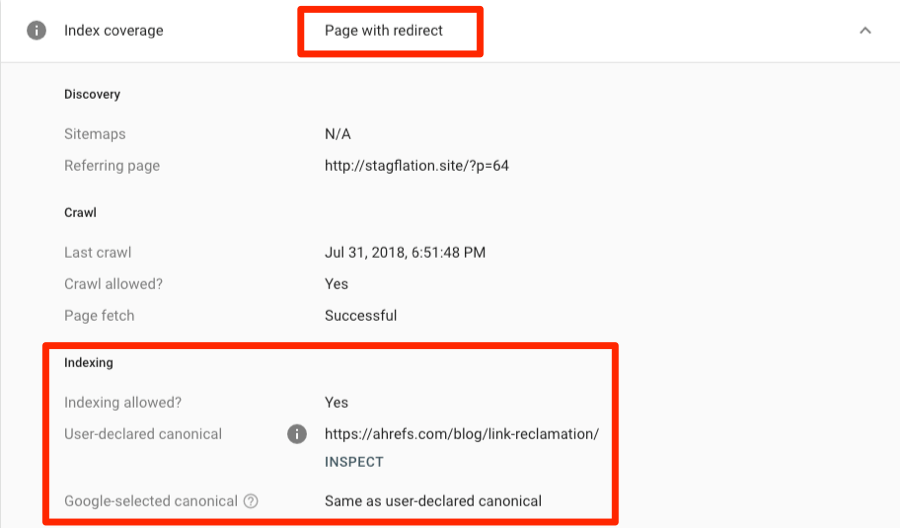 Index coverage Page with redirect
Discovery
Sitemaps N/A
Referring page http://stagflation.site/?p=64
Crawl
Last crawl Jul 31, 2018, 6:51:48 PM
Crawl allowed? Yes
Page fetch Successful
Indexing
Indexing allowed? Yes
User-declared canonical https://ahrefs.com/blog/link-reclamation/
INSPECT
Google-selected canonical Same as user-declared canonical